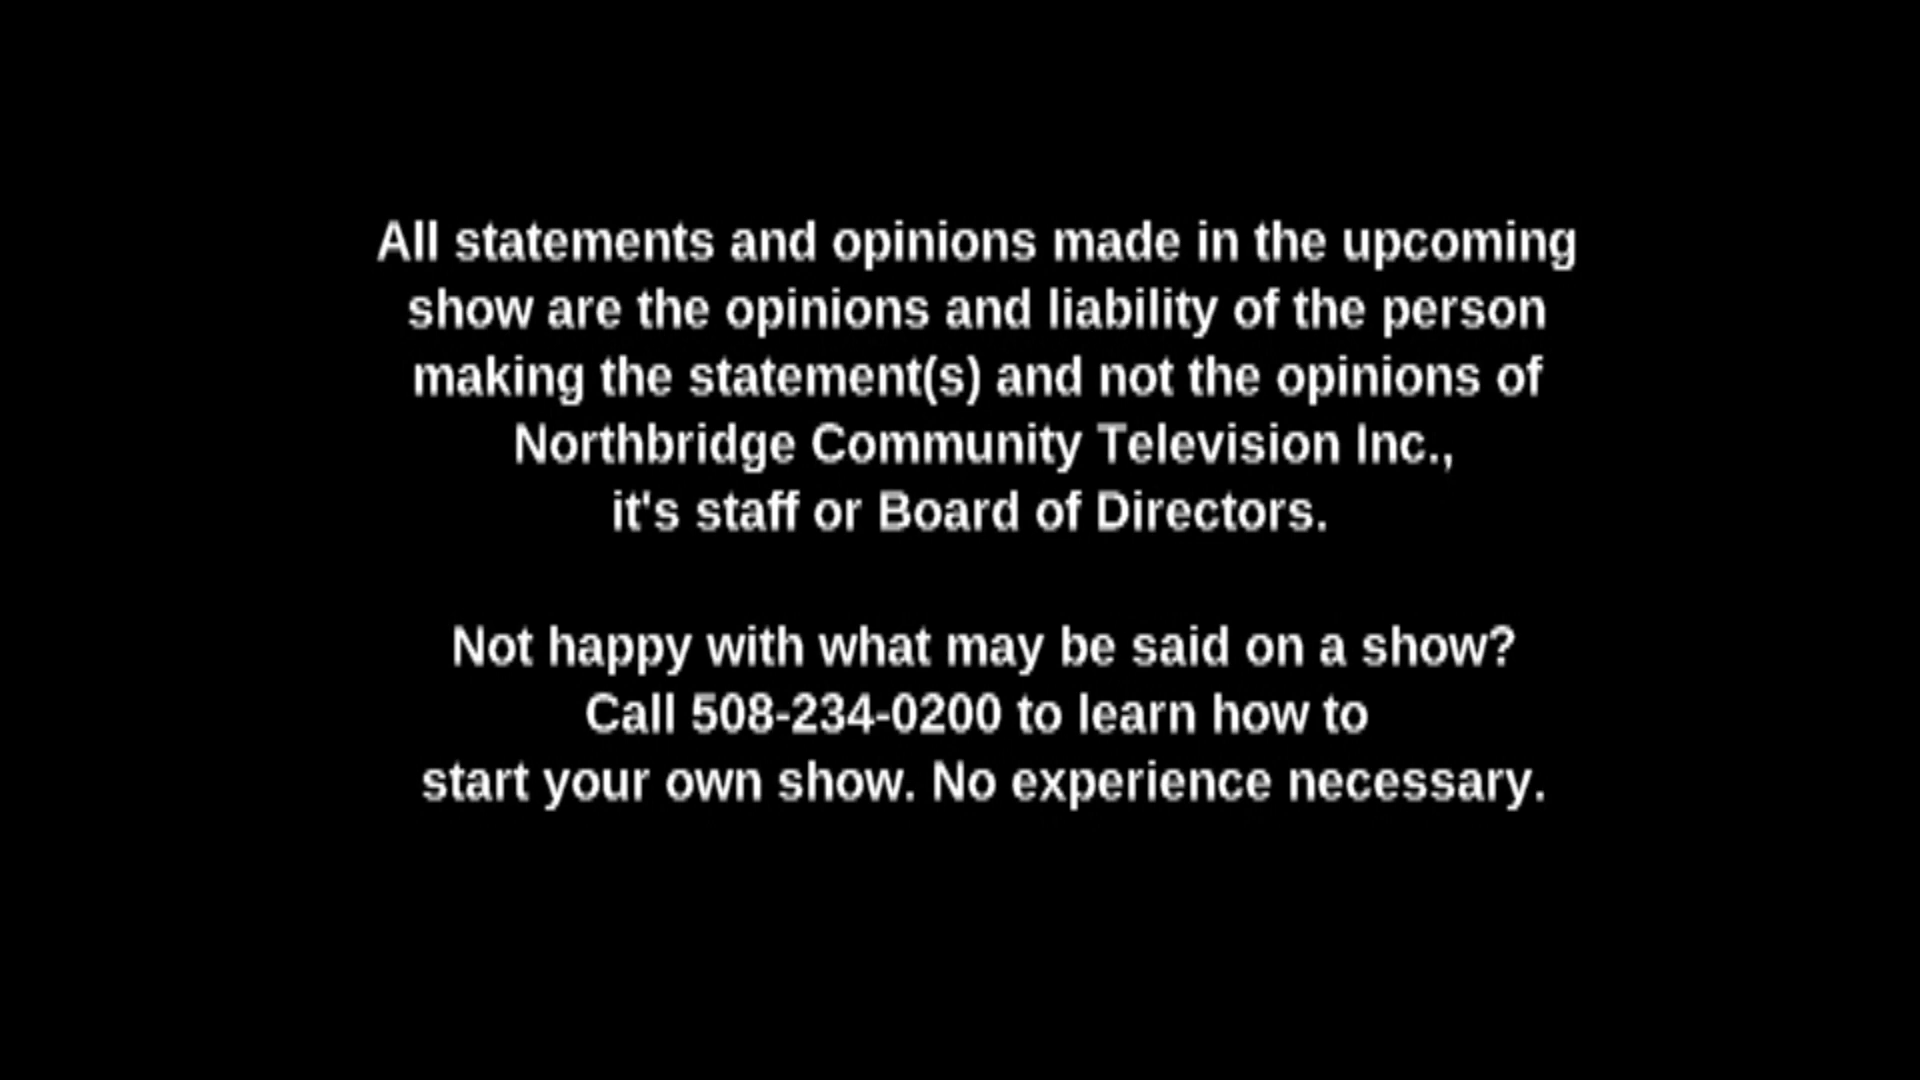 All statements and opinions made in the upcoming
show are the opinions and liability of the person
making the statement(s) and not the opinions of
Northbridge Community Television Inc.,
it's staff or Board of Directors.
Not happy with what may be said on a show?
Call 508-234-0200 to learn how to
start your own show. No experience necessary.